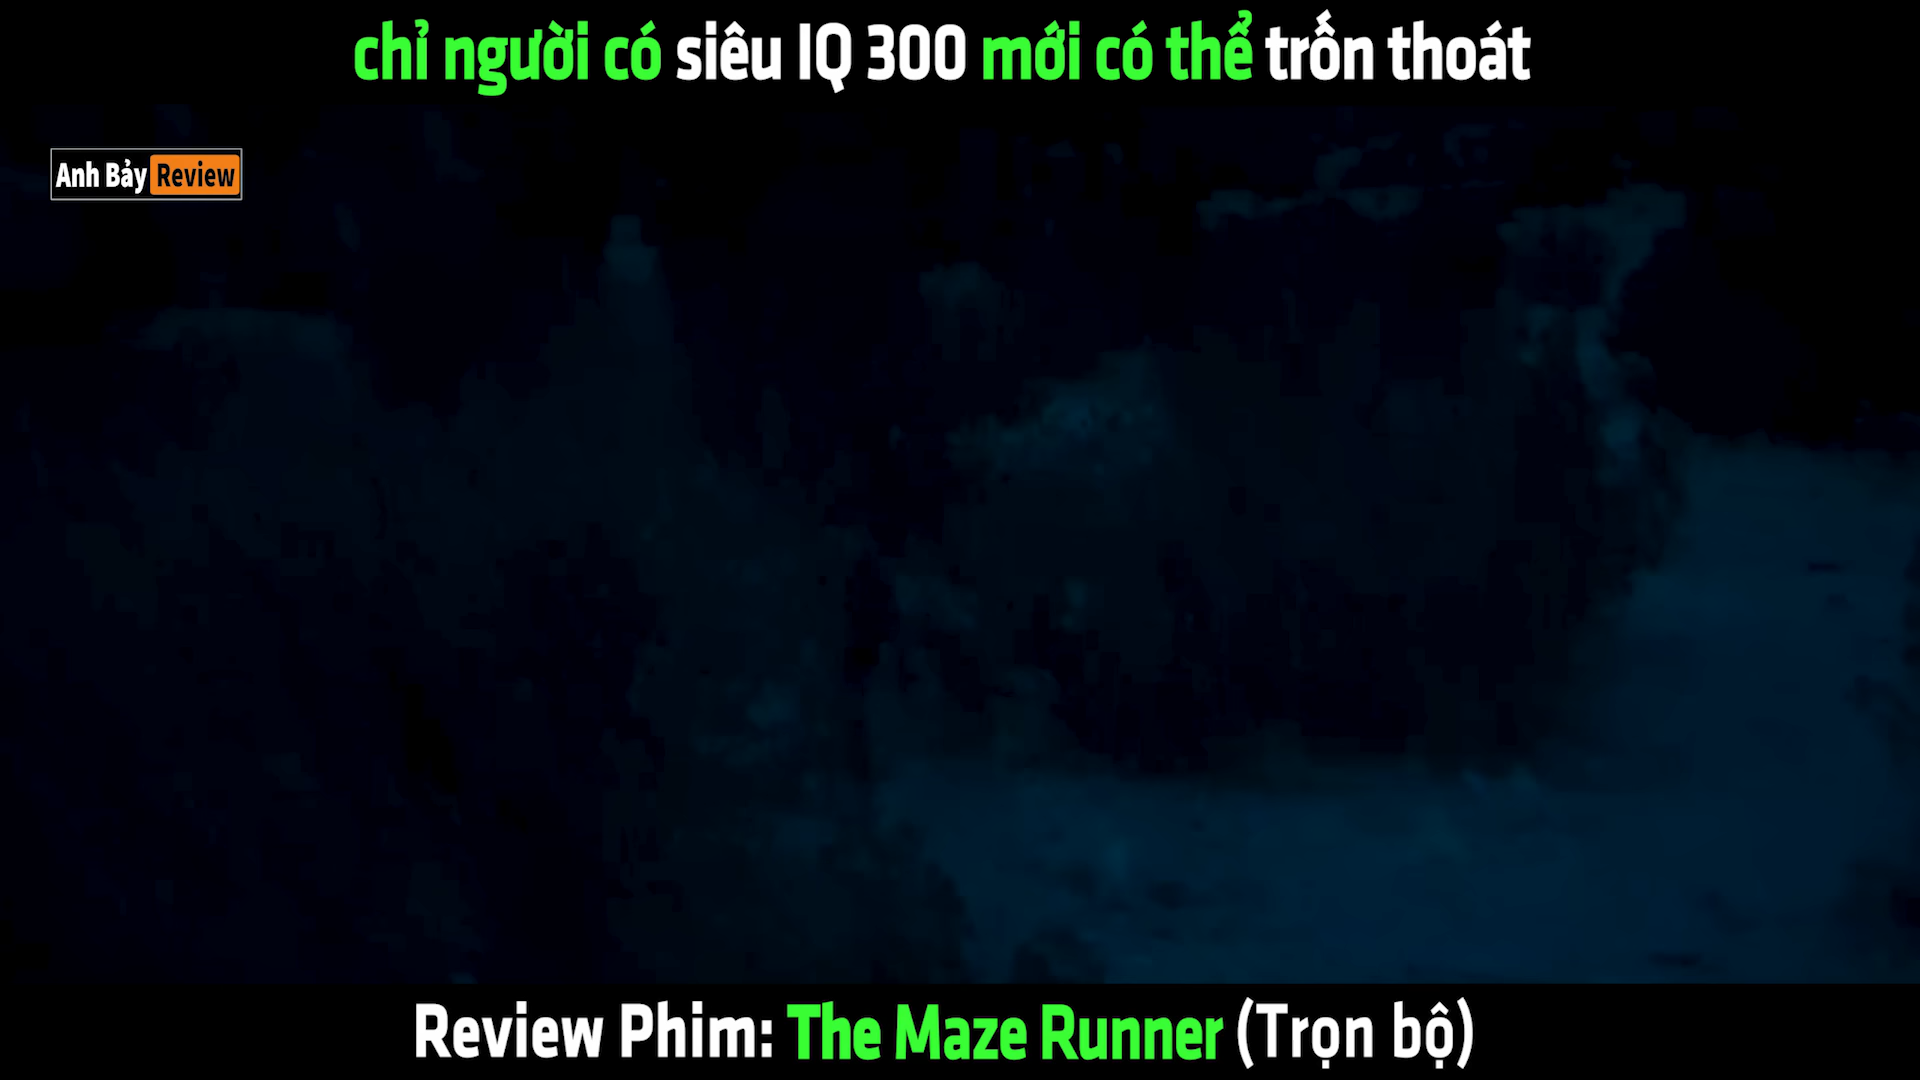 chỉ người có siêu IQ 300 mới có thể trốn thoát
Anh Bảy Review
Review Phim: The Maze Runner (Trọn bộ)